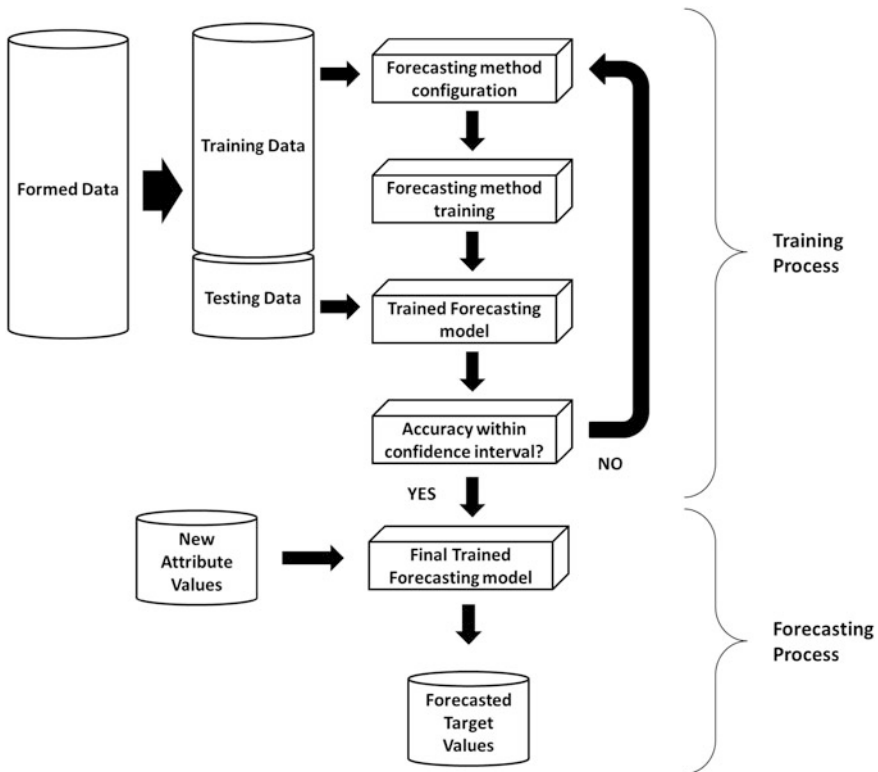 Formed Data
Training Data
Testing Data
Forecasting method
configuration
Forecasting method
training
Trained Forecasting
model
Accuracy within
confidence interval?
NO
YES
Training
Process
New
Attribute
Values
Final Trained
Forecasting model
Forecasted
Target
Values
Forecasting
Process